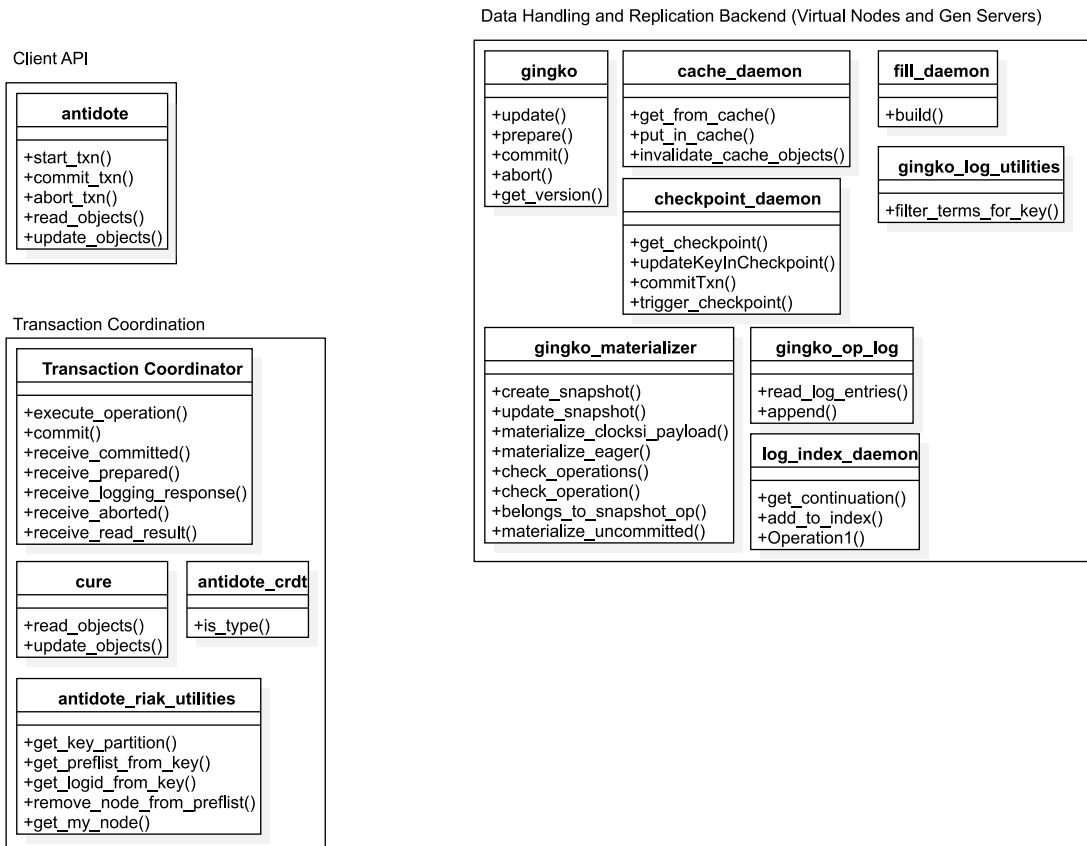 Client API
antidote
+start_txn()
+commit_txn()
+abort_txn()
+read_objects()
+update_objects()
Transaction Coordination
Transaction Coordinator
+execute_operation()
+commit()
+receive_committed()
+receive_prepared()
+receive_logging_response()
+receive_aborted()
+receive_read_result()
cure
+read_objects()
+update_objects()
antidote_crdt
+is_type()
antidote_riak_utilities
+get_key_partition()
+get_preflist_from_key()
+get_logid_from_key()
+remove_node_from_preflist()
+get_my_node()
Data Handling and Replication Backend (Virtual Nodes and Gen Servers)
gingko
+update()
+prepare()
+commit()
+abort()
+get_version()
cache_daemon
+get_from_cache()
+put_in_cache()
+invalidate_cache_objects()
fill_daemon
+build()
gingko_log_utilities
+filter_terms_for_key()
checkpoint_daemon
+get_checkpoint()
+updateKeyInCheckpoint()
+commitTxn()
+trigger_checkpoint()
gingko_materializer
+create_snapshot()
+update_snapshot()
+materialize_clocksi_payload()
+materialize_eager()
+check_operations()
+check_operation()
+belongs_to_snapshot_op()
+materialize_uncommitted()
gingko_op_log
+read_log_entries()
+append()
log_index_daemon
+get_continuation()
+add_to_index()
+Operation1()